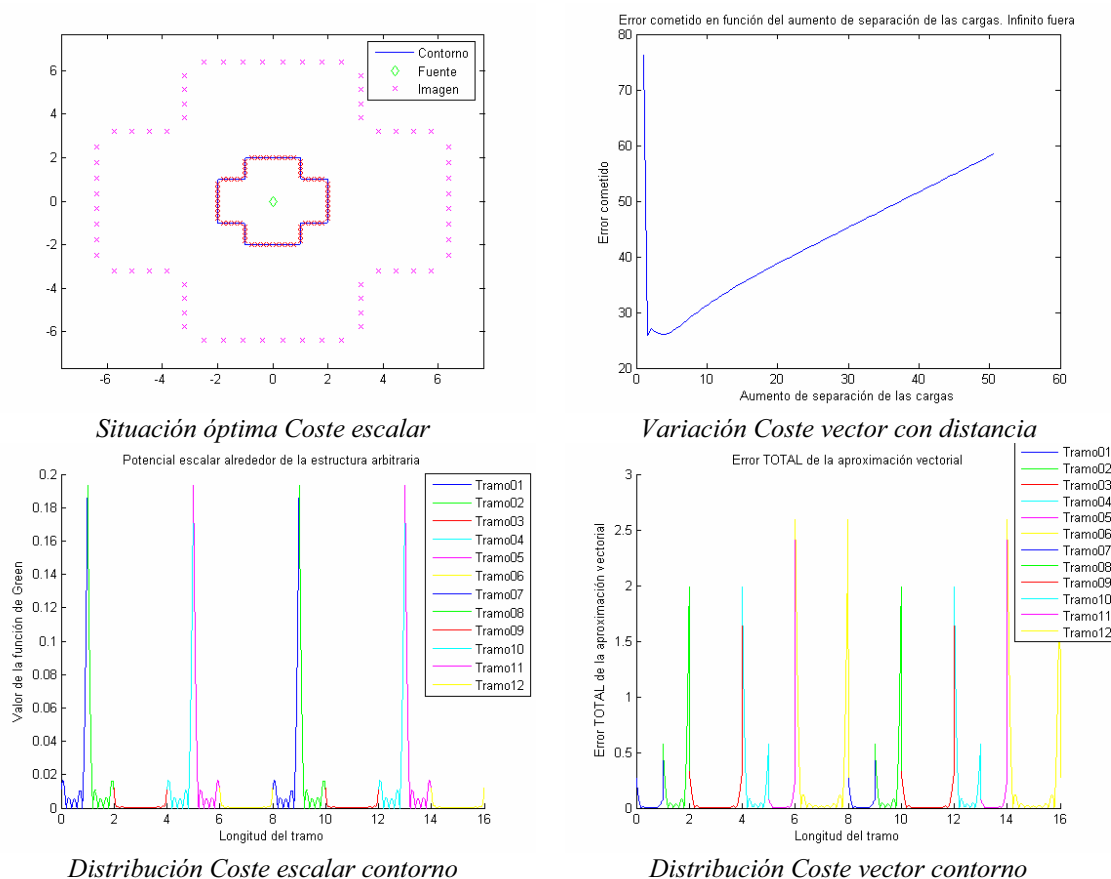 Contorno
Fuente
Imagen
6
4
2
0
-2
-4
-6
-6
-4
-2
0
2
4
6
Situación óptima Coste escalar
Error cometido en función del aumento de separación de las cargas. Infinito fuera
Error cometido
80
70
60
50
40
30
20
0
10
20
30
40
50
60
Aumento de separación de las cargas
Variación Coste vector con distancia
Potencial escalar alrededor de la estructura arbitraria
Valor de la función de Green
0.2
0.18
0.16
0.14
0.12
0.1
0.08
0.06
0.04
0.02
0
0
2
4
6
8
10
12
14
16
Longitud del tramo
Tramo01
Tramo02
Tramo03
Tramo04
Tramo05
Tramo06
Tramo07
Tramo08
Tramo09
Tramo10
Tramo11
Tramo12
Distribución Coste escalar contorno
Error TOTAL de la aproximación vectorial
Error TOTAL de la aproximación vectorial
3
2.5
2
1.5
1
0.5
0
0
2
4
6
8
10
12
14
16
Longitud del tramo
Tramo01
Tramo02
Tramo03
Tramo04
Tramo05
Tramo06
Tramo07
Tramo08
Tramo09
Tramo10
Tramo11
Tramo12
Distribución Coste vector contorno